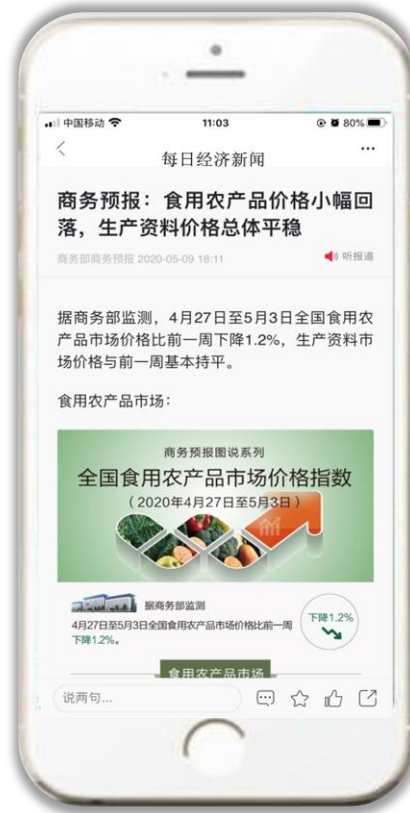 中国移动 11:03 80%
每日经济新闻
商务预报:食用农产品价格小幅回
落,生产资料价格总体平稳
商务部商务预报 2020-05-09 18:11 听报道
据商务部监测,4月27日至5月3日全国食用农
产品市场价格比前一周下降1.2%,生产资料市
场价格与前一周基本持平。
食用农产品市场:
商务预报图说系列
全国食用农产品市场价格指数
(2020年4月27日至5月3日)
据商务部监测
4月27日至5月3日全国食用农产品市场价格比前一周
下降1.2%。
下降1.2%
食用农产品市场
说两句...